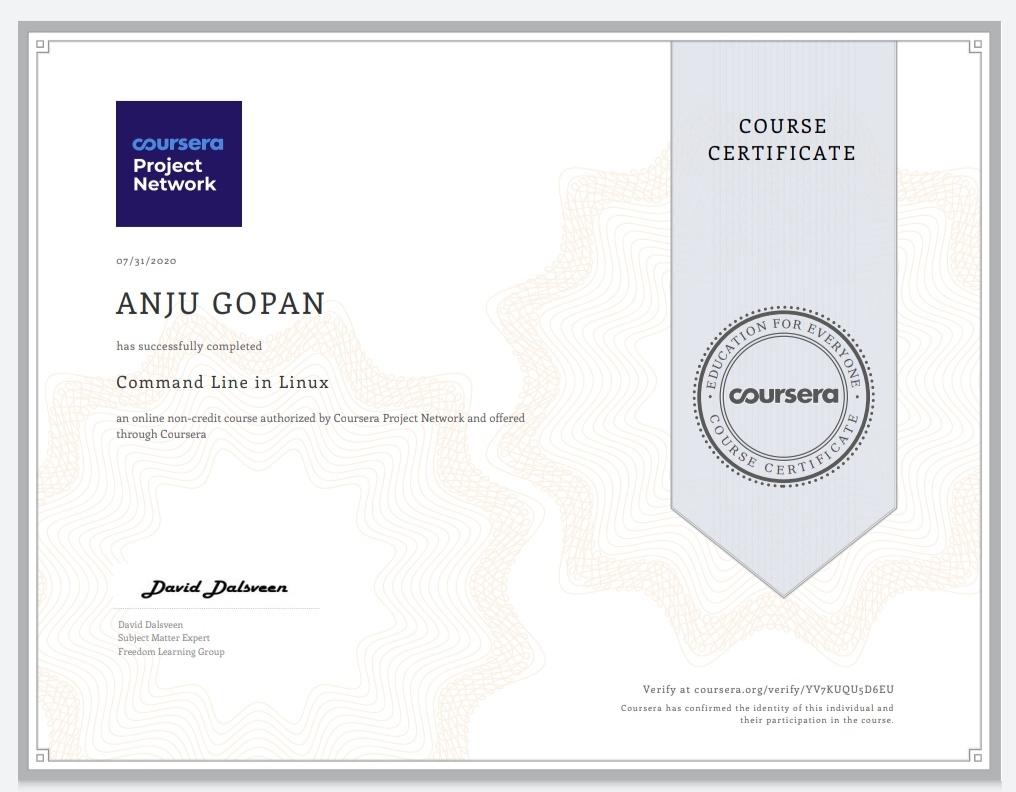 coursera
Project
Network
COURSE
CERTIFICATE
07/31/2020
ANJU GOPAN
has successfully completed
Command Line in Linux
an online non-credit course authorized by Coursera Project Network and offered
through Coursera
EDUCATION FOR EVERYONE
coursera
COURSE CERTIFICATE
David Dalsveen
David Dalsveen
Subject Matter Expert
Freedom Learning Group
Verify at coursera.org/verify/YV7KUQU5D6EU
Coursera has confirmed the identity of this individual and
their participation in the course.